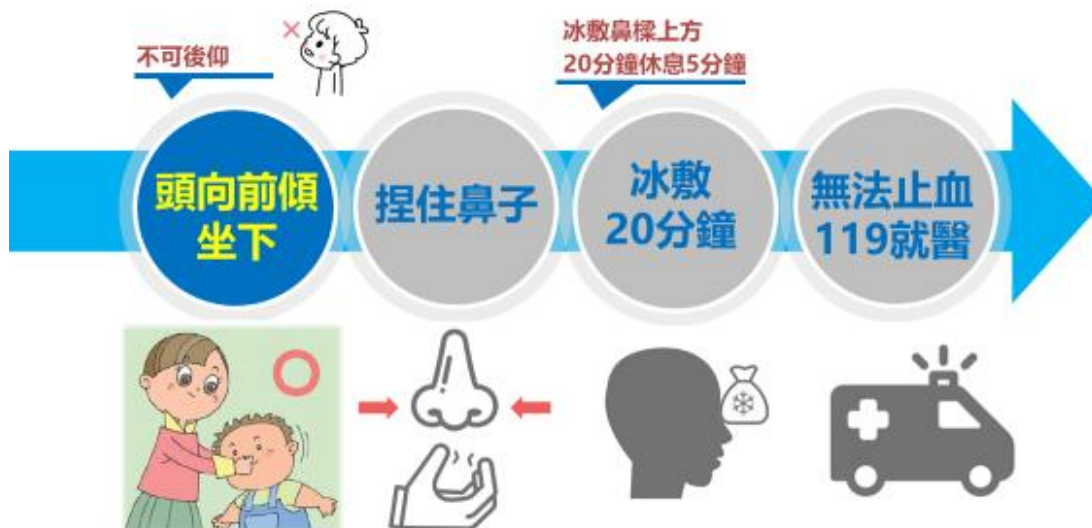 不可後仰
冰敷鼻樑上方
20分鐘休息5分鐘
頭向前傾
坐下
捏住鼻子
冰敷
20分鐘
無法止血
119就醫